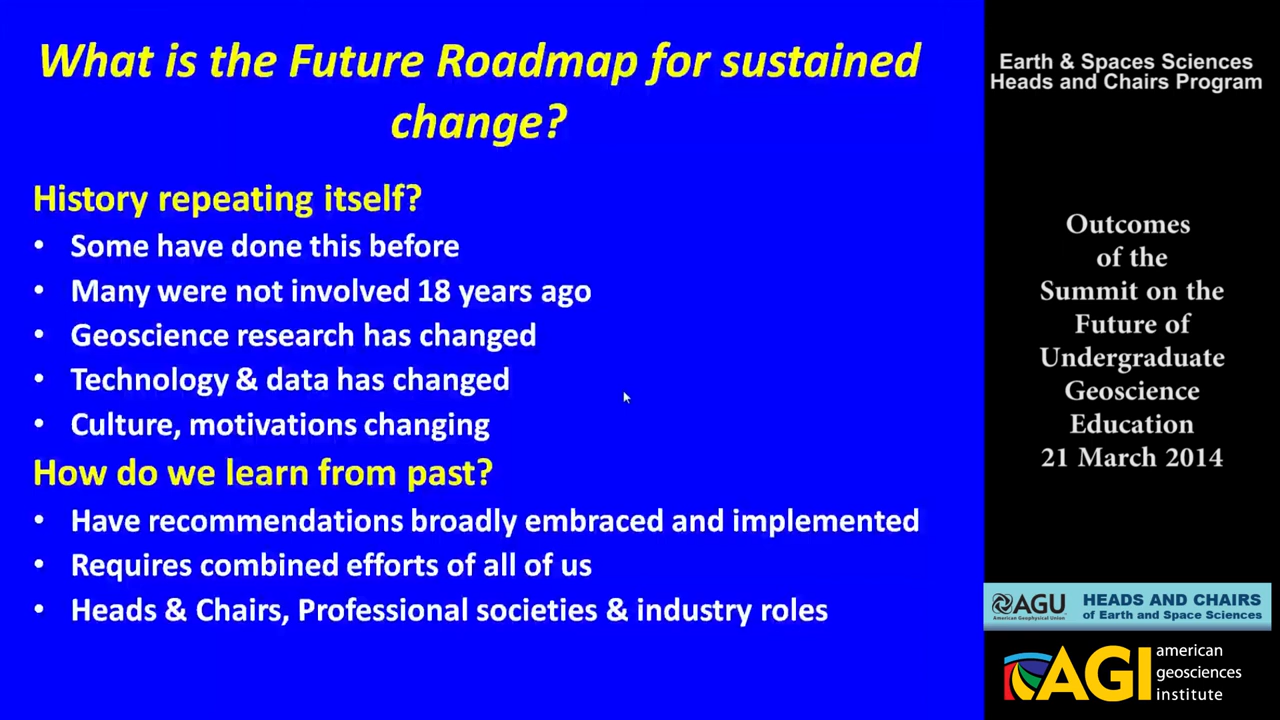 What is the Future Roadmap for sustained
change?
History repeating itself?
• Some have done this before
• Many were not involved 18 years ago
• Geoscience research has changed
• Technology & data has changed
• Culture, motivations changing
How do we learn from past?
• Have recommendations broadly embraced and implemented
• Requires combined efforts of all of us
• Heads & Chairs, Professional societies & industry roles
Earth & Spaces Sciences
Heads and Chairs Program
Outcomes
of the
Summit on the
Future of
Undergraduate
Geoscience
Education
21 March 2014
AGU
American Geophysical Union
HEADS AND CHAIRS
of Earth and Space Sciences
AGI
american
geosciences
institute